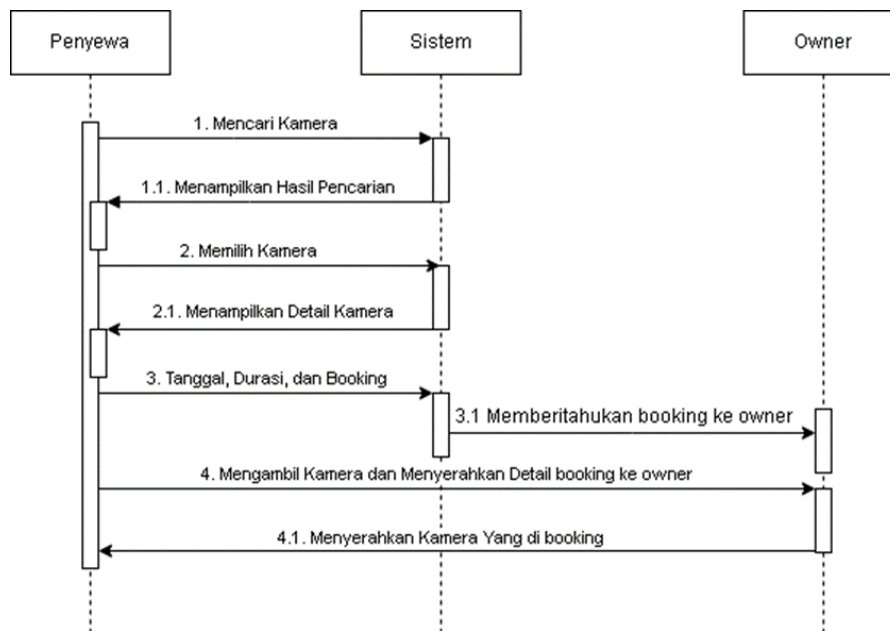 Penyewa
Sistem
Owner
1. Mencari Kamera
1.1. Menampilkan Hasil Pencarian
2. Memilih Kamera
2.1. Menampilkan Detail Kamera
3. Tanggal, Durasi, dan Booking
3.1 Memberitahukan booking ke owner
4. Mengambil Kamera dan Menyerahkan Detail booking ke owner
4.1. Menyerahkan Kamera Yang di booking